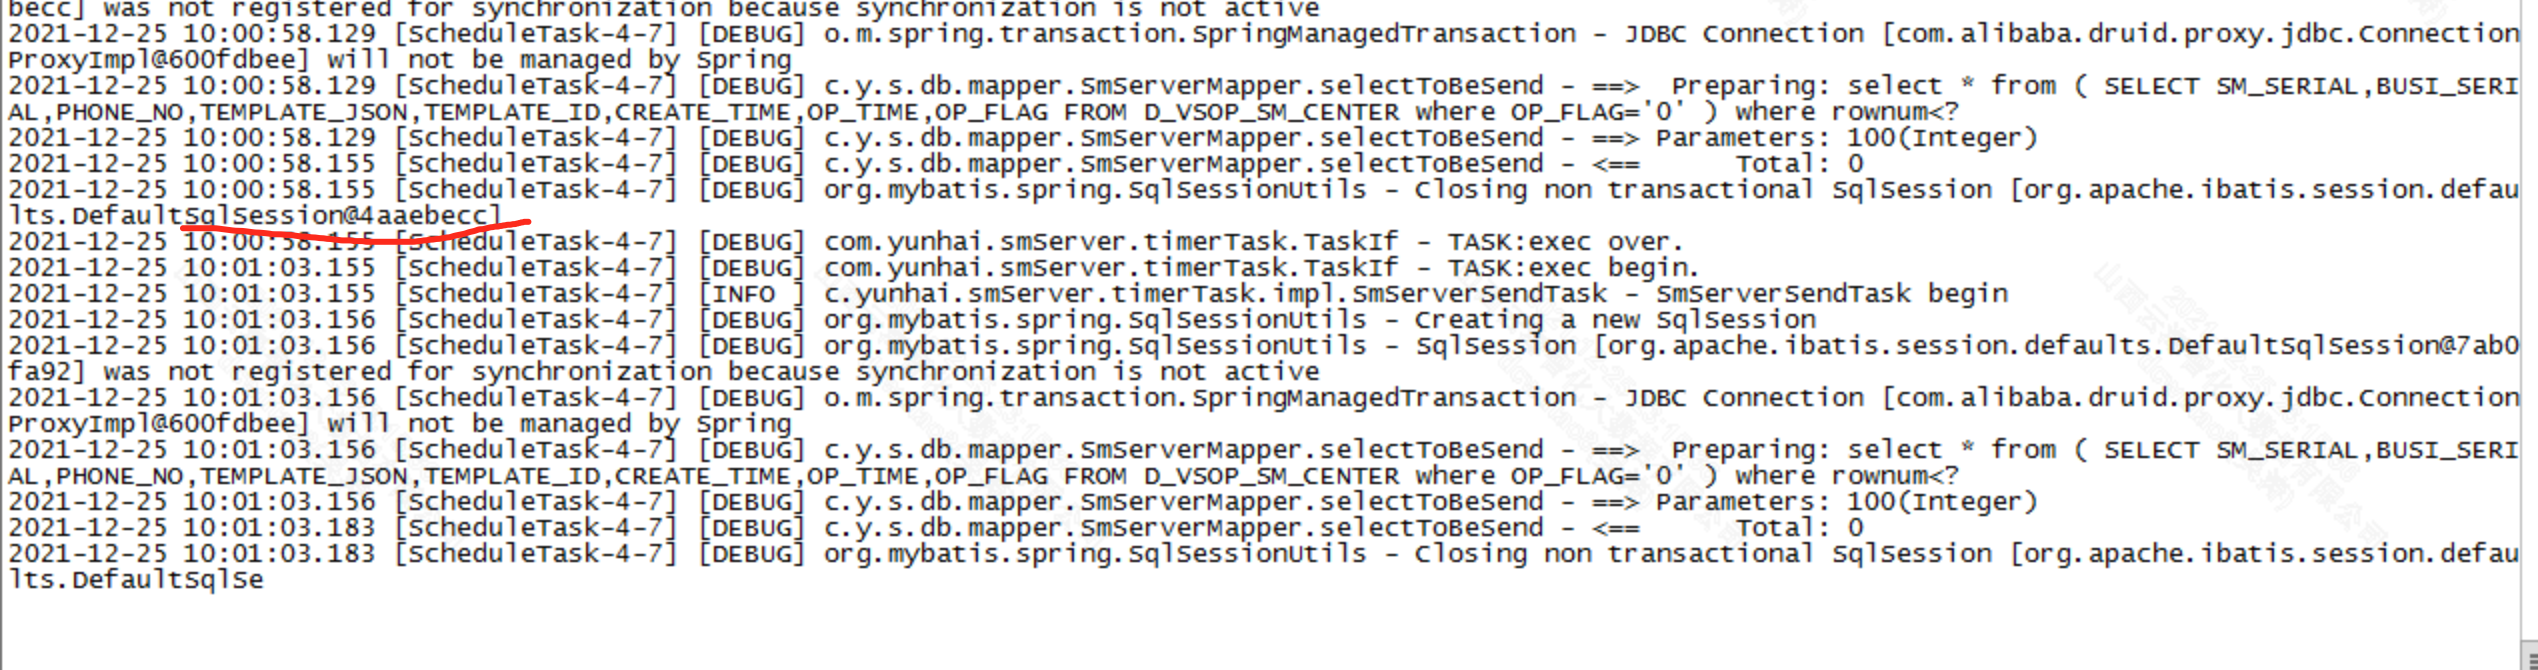 becc] was not registered for synchronization because synchronization is not active
2021-12-25 10:00:58.129 [ScheduleTask-4-7] [DEBUG] o.m.spring.transaction.SpringManagedTransaction - JDBC Connection [com.alibaba.druid.proxy.jdbc.Connection
ProxyImpl@600fdbee] will not be managed by Spring
2021-12-25 10:00:58.129 [ScheduleTask-4-7] [DEBUG] c.y.s.db.mapper.SmServerMapper.selectToBeSend - ==>  Preparing: select * from ( SELECT SM_SERIAL,BUSI_SERI
AL,PHONE_NO,TEMPLATE_JSON,TEMPLATE_ID,CREATE_TIME,OP_TIME,OP_FLAG FROM D_VSOP_SM_CENTER where OP_FLAG='0' ) where rownum<?
2021-12-25 10:00:58.129 [ScheduleTask-4-7] [DEBUG] c.y.s.db.mapper.SmServerMapper.selectToBeSend - ==> Parameters: 100(Integer)
2021-12-25 10:00:58.155 [ScheduleTask-4-7] [DEBUG] c.y.s.db.mapper.SmServerMapper.selectToBeSend - <==      Total: 0
2021-12-25 10:00:58.155 [ScheduleTask-4-7] [DEBUG] org.mybatis.spring.SqlSessionUtils - Closing non transactional SqlSession [org.apache.ibatis.session.defau
lts.DefaultSqlSession@4aaebecc]
2021-12-25 10:00:58.155 [ScheduleTask-4-7] [DEBUG] com.yunhai.smServer.timerTask.TaskIf - TASK:exec over.
2021-12-25 10:01:03.155 [ScheduleTask-4-7] [DEBUG] com.yunhai.smServer.timerTask.TaskIf - TASK:exec begin.
2021-12-25 10:01:03.155 [ScheduleTask-4-7] [INFO ] c.yunhai.smServer.timerTask.impl.SmServerSendTask - SmServerSendTask begin
2021-12-25 10:01:03.156 [ScheduleTask-4-7] [DEBUG] org.mybatis.spring.SqlSessionUtils - Creating a new SqlSession
2021-12-25 10:01:03.156 [ScheduleTask-4-7] [DEBUG] org.mybatis.spring.SqlSessionUtils - SqlSession [org.apache.ibatis.session.defaults.DefaultSqlSession@7ab0
fa92] was not registered for synchronization because synchronization is not active
2021-12-25 10:01:03.156 [ScheduleTask-4-7] [DEBUG] o.m.spring.transaction.SpringManagedTransaction - JDBC Connection [com.alibaba.druid.proxy.jdbc.Connection
ProxyImpl@600fdbee] will not be managed by Spring
2021-12-25 10:01:03.156 [ScheduleTask-4-7] [DEBUG] c.y.s.db.mapper.SmServerMapper.selectToBeSend - ==>  Preparing: select * from ( SELECT SM_SERIAL,BUSI_SERI
AL,PHONE_NO,TEMPLATE_JSON,TEMPLATE_ID,CREATE_TIME,OP_TIME,OP_FLAG FROM D_VSOP_SM_CENTER where OP_FLAG='0' ) where rownum<?
2021-12-25 10:01:03.156 [ScheduleTask-4-7] [DEBUG] c.y.s.db.mapper.SmServerMapper.selectToBeSend - ==> Parameters: 100(Integer)
2021-12-25 10:01:03.183 [ScheduleTask-4-7] [DEBUG] c.y.s.db.mapper.SmServerMapper.selectToBeSend - <==      Total: 0
2021-12-25 10:01:03.183 [ScheduleTask-4-7] [DEBUG] org.mybatis.spring.SqlSessionUtils - Closing non transactional SqlSession [org.apache.ibatis.session.defau
lts.DefaultSqlSe